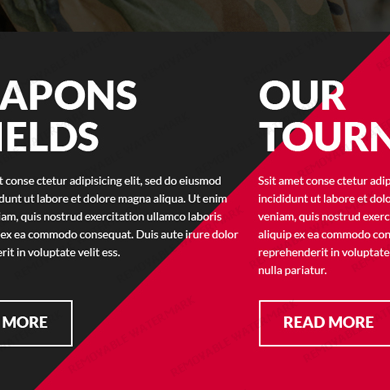 APONS
IELDS
t conse ctetur adipisicing elit, sed do eiusmod
dunt ut labore et dolore magna aliqua. Ut enim
iam, quis nostrud exercitation ullamco laboris
ex ea commodo consequat. Duis aute irure dolor
erit in voluptate velit ess.
MORE
OUR
TOURN
Ssit amet conse ctetur adip
incididunt ut labore et dolo
veniam, quis nostrud exerc
aliquip ex ea commodo con
reprehenderit in voluptate
nulla pariatur.
READ MORE